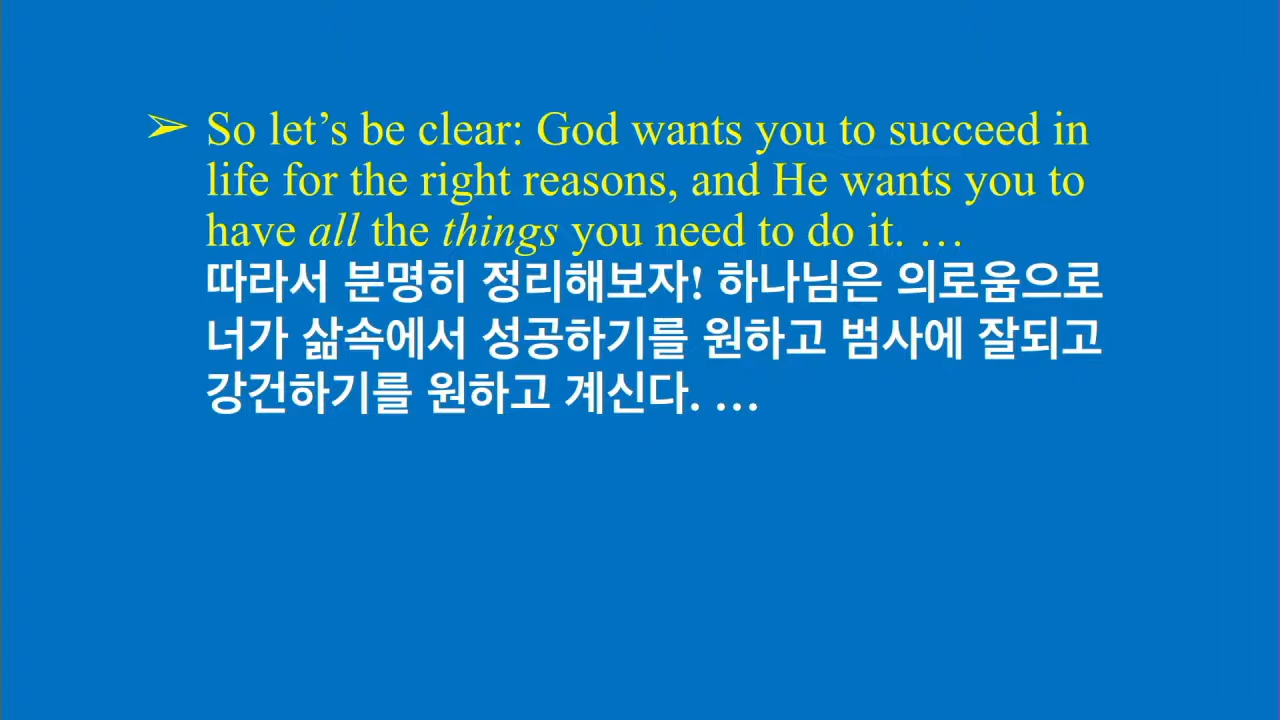 ➢ So let’s be clear: God wants you to succeed in
life for the right reasons, and He wants you to
have all the things you need to do it. …
따라서 분명히 정리해보자! 하나님은 의로움으로
너가 삶속에서 성공하기를 원하고 범사에 잘되고
강건하기를 원하고 계신다. …